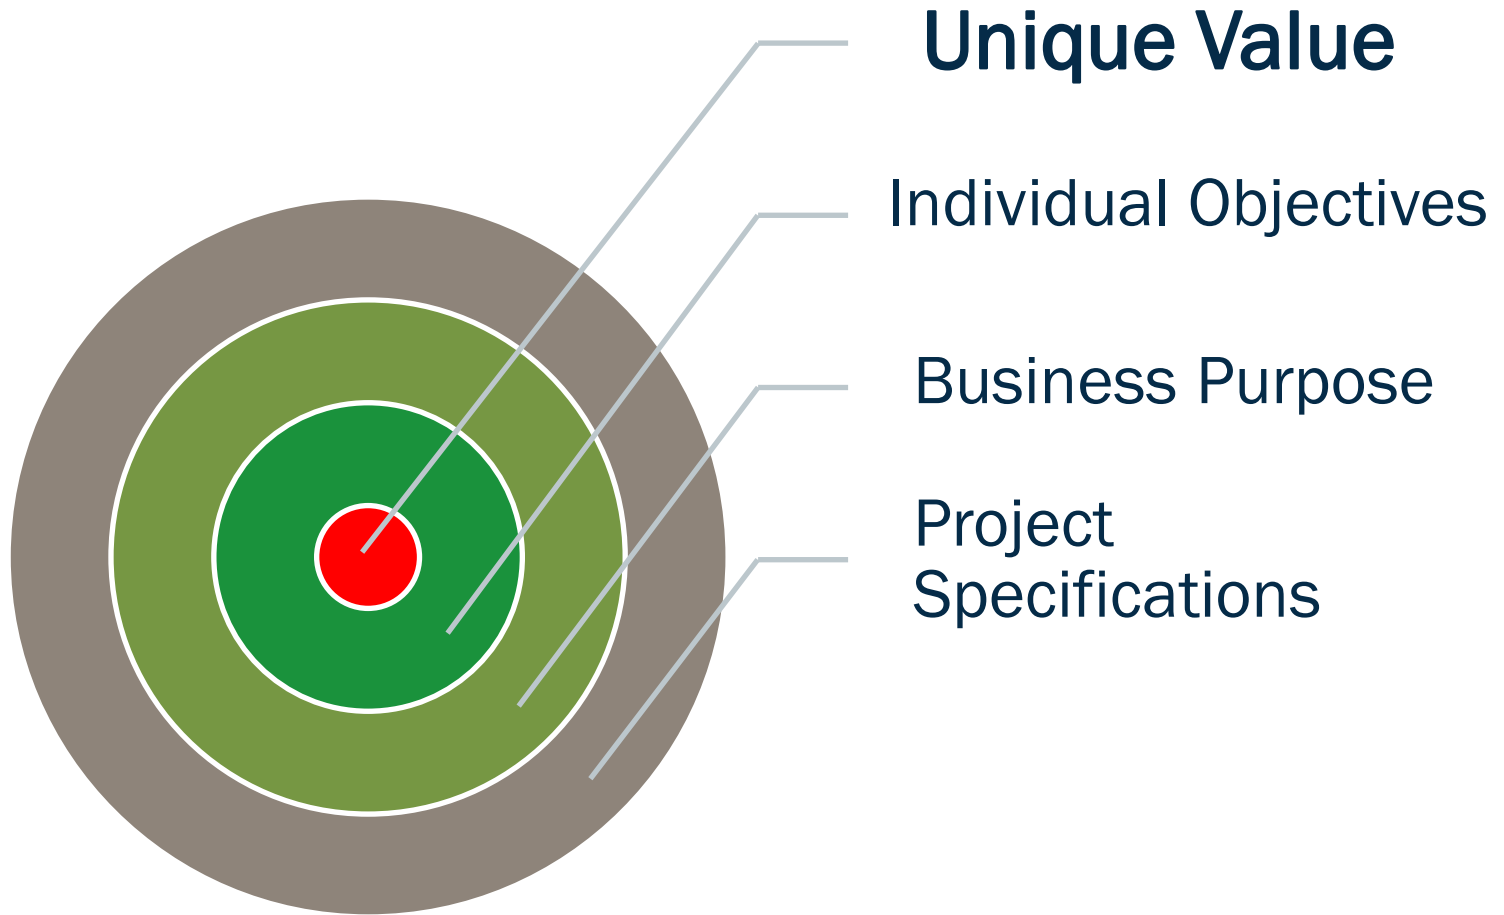 Unique Value
Individual Objectives
Business Purpose
Project
Specifications